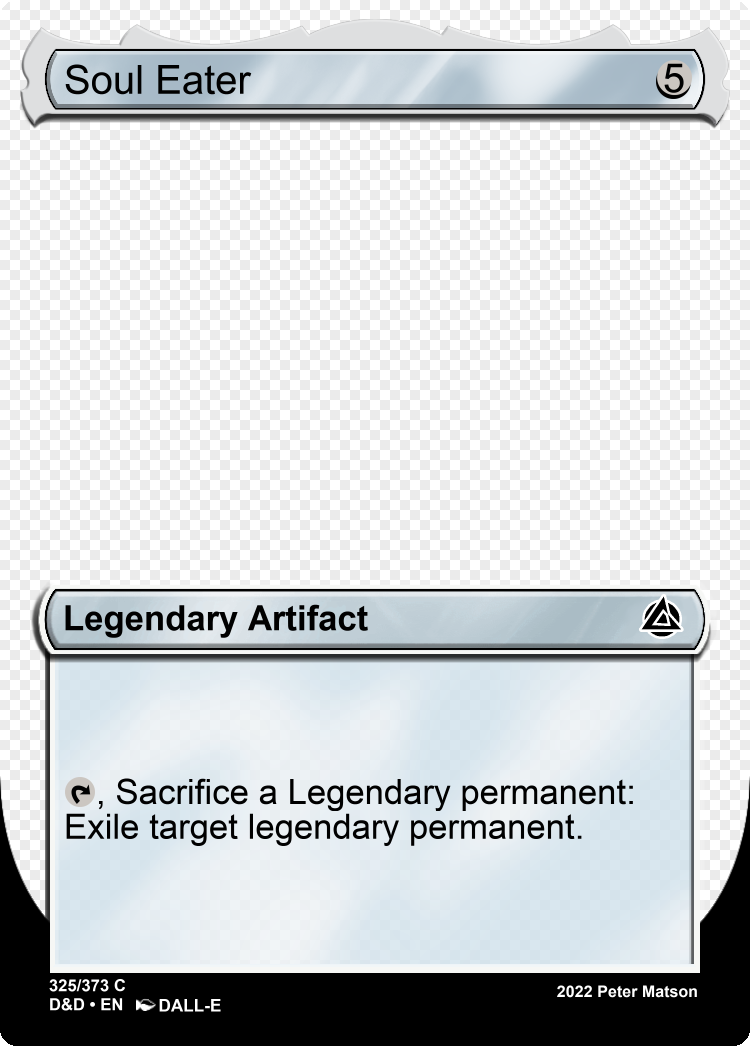 Soul Eater 5
Legendary Artifact
, Sacrifice a Legendary permanent:
Exile target legendary permanent.
325/373 C
D&D • EN DALL-E
2022 Peter Matson